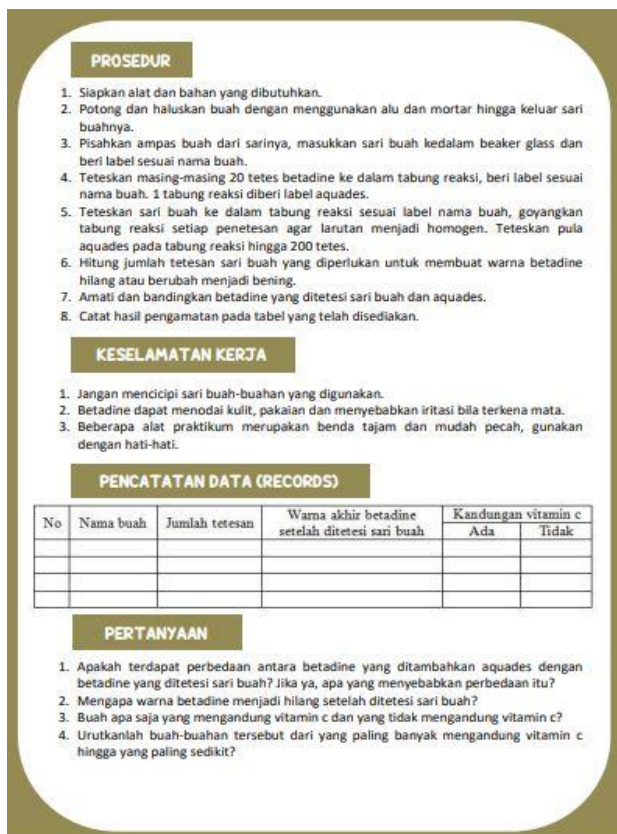 PROSEDUR
1. Siapkan alat dan bahan yang dibutuhkan.
2. Potong dan haluskan buah dengan menggunakan alu dan mortar hingga keluar sari
buahnya.
3. Pisahkan ampas buah dari sarinya, masukkan sari buah kedalam beaker glass dan
beri label sesuai nama buah.
4. Teteskan masing-masing 20 tetes betadine ke dalam tabung reaksi, beri label sesuai
nama buah. 1 tabung reaksi diberi label aquades.
5. Teteskan sari buah ke dalam tabung reaksi sesuai label nama buah, goyangkan
tabung reaksi setiap penetesan agar larutan menjadi homogen. Teteskan pula
aquades pada tabung reaksi hingga 200 tetes.
6. Hitung jumlah tetesan sari buah yang diperlukan untuk membuat warna betadine
hilang atau berubah menjadi bening.
7. Amati dan bandingkan betadine yang ditetesi sari buah dan aquades.
8. Catat hasil pengamatan pada tabel yang telah disediakan.
KESELAMATAN KERJA
1. Jangan mencicipi sari buah-buahan yang digunakan.
2. Betadine dapat menodai kulit, pakaian dan menyebabkan iritasi bila terkena mata.
3. Beberapa alat praktikum merupakan benda tajam dan mudah pecah, gunakan
dengan hati-hati.
PENCATATAN DATA (RECORDS)
No Nama buah Jumlah tetesan Warna akhir betadine Kandungan vitamin c
setelah ditetesi sari buah Ada Tidak
PERTANYAAN
1. Apakah terdapat perbedaan antara betadine yang ditambahkan aquades dengan
betadine yang ditetesi sari buah? Jika ya, apa yang menyebabkan perbedaan itu?
2. Mengapa warna betadine menjadi hilang setelah ditetesi sari buah?
3. Buah apa saja yang mengandung vitamin c dan yang tidak mengandung vitamin c?
4. Urutkanlah buah-buahan tersebut dari yang paling banyak mengandung vitamin c
hingga yang paling sedikit?